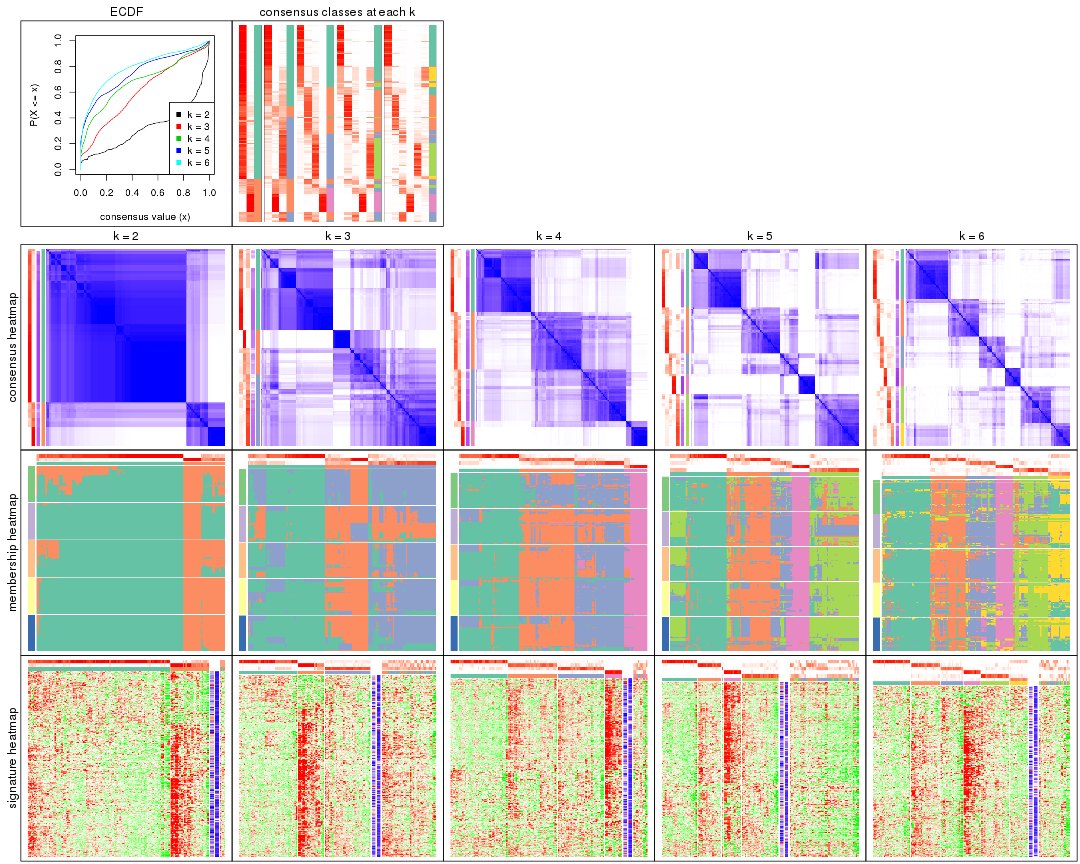 ECDF
consensus classes at each k
P(X <= x)
1.0
0.8
0.6
0.4
0.2
0.0
k = 2
k = 3
k = 4
k = 5
k = 6
0.0 0.2 0.4 0.6 0.8 1.0
consensus value (x)
k = 2
k = 3
k = 4
k = 5
k = 6
consensus heatmap
membership heatmap
signature heatmap